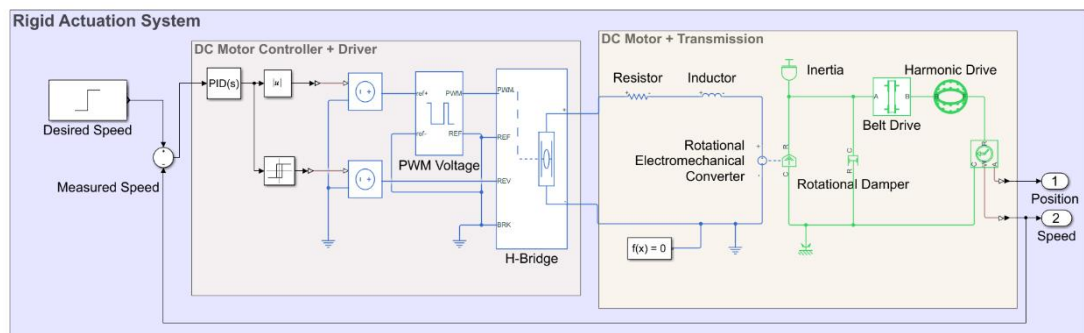 Rigid Actuation System
DC Motor Controller + Driver
DC Motor + Transmission
Desired Speed
Measured Speed
PID(s)
|u|
ref+
PWM
ref-
REF
PWM Voltage
PWM
REF
REV
BRK
H-Bridge
Resistor
Inductor
f(x) = 0
Rotational
Electromechanical
Converter
Inertia
Rotational Damper
A
B
Belt Drive
Harmonic Drive
R
C
C
R
1
Position
2
Speed